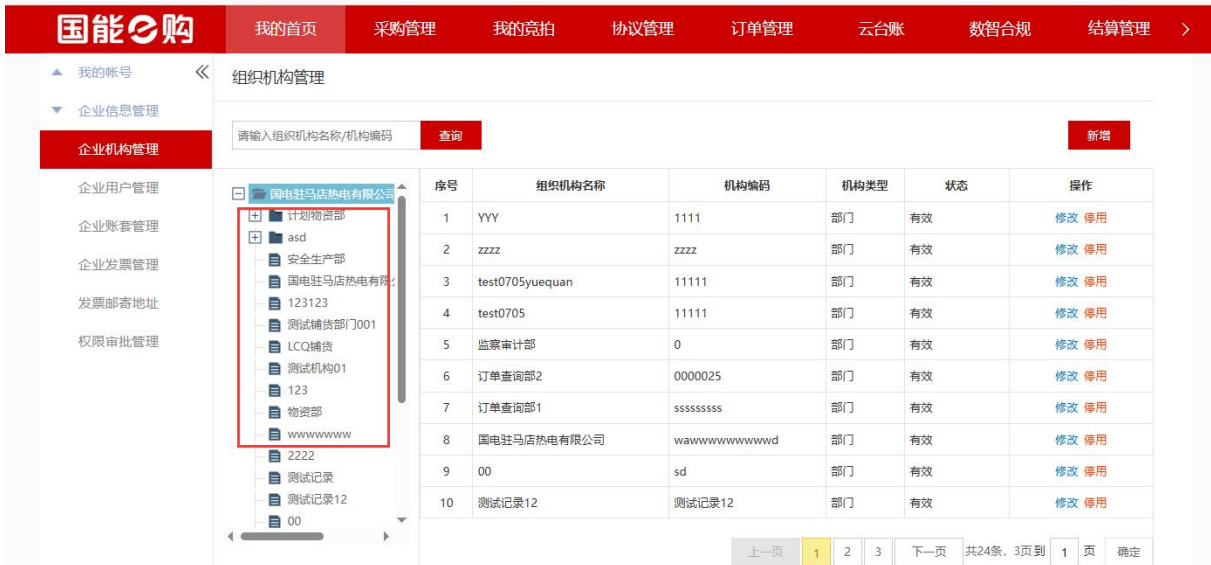 国能e购 我的首页 采购管理 我的竞拍 协议管理 订单管理 云台账 数智合规 结算管理
我的帐号
企业信息管理
企业机构管理
企业用户管理
企业账套管理
企业发票管理
发票邮寄地址
权限审批管理
组织机构管理
请输入组织机构名称/机构编码 查询 新增
国电驻马店热电有限公司
计划物资部
asd
安全生产部
国电驻马店热电有限
123123
测试铺货部门001
LCQ铺货
测试机构01
123
物资部
wwwwwww
2222
测试记录
测试记录12
00
序号 组织机构名称 机构编码 机构类型 状态 操作
1 YYY 1111 部门 有效 修改 停用
2 zzzz zzzz 部门 有效 修改 停用
3 test0705yuequan 11111 部门 有效 修改 停用
4 test0705 11111 部门 有效 修改 停用
5 监察审计部 0 部门 有效 修改 停用
6 订单查询部2 0000025 部门 有效 修改 停用
7 订单查询部1 sssssssss 部门 有效 修改 停用
8 国电驻马店热电有限公司 wawwwwwwwwwd 部门 有效 修改 停用
9 00 sd 部门 有效 修改 停用
10 测试记录12 测试记录12 部门 有效 修改 停用
上一页 1 2 3 下一页 共24条，3页到 1 页 确定